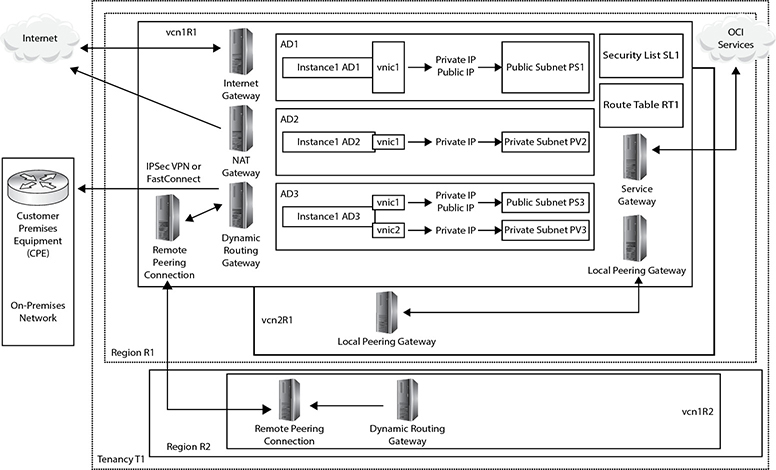 Internet
vcn1R1
Internet
Gateway
NAT
Gateway
IPSec VPN or
FastConnect
Dynamic
Routing
Gateway
Remote
Peering
Connection
Customer
Premises
Equipment
(CPE)
On-Premises
Network
AD1
Instance1 AD1
vnic1
Private IP
Public IP
Public Subnet PS1
AD2
Instance1 AD2
vnic1
Private IP
Private Subnet PV2
AD3
Instance1 AD3
vnic1
Private IP
Public IP
Public Subnet PS3
vnic2
Private IP
Private Subnet PV3
Security List SL1
Route Table RT1
OCI
Services
Service
Gateway
Local Peering Gateway
vcn2R1
Local Peering Gateway
Region R1
Remote Peering
Connection
Dynamic Routing
Gateway
vcn1R2
Region R2
Tenancy T1